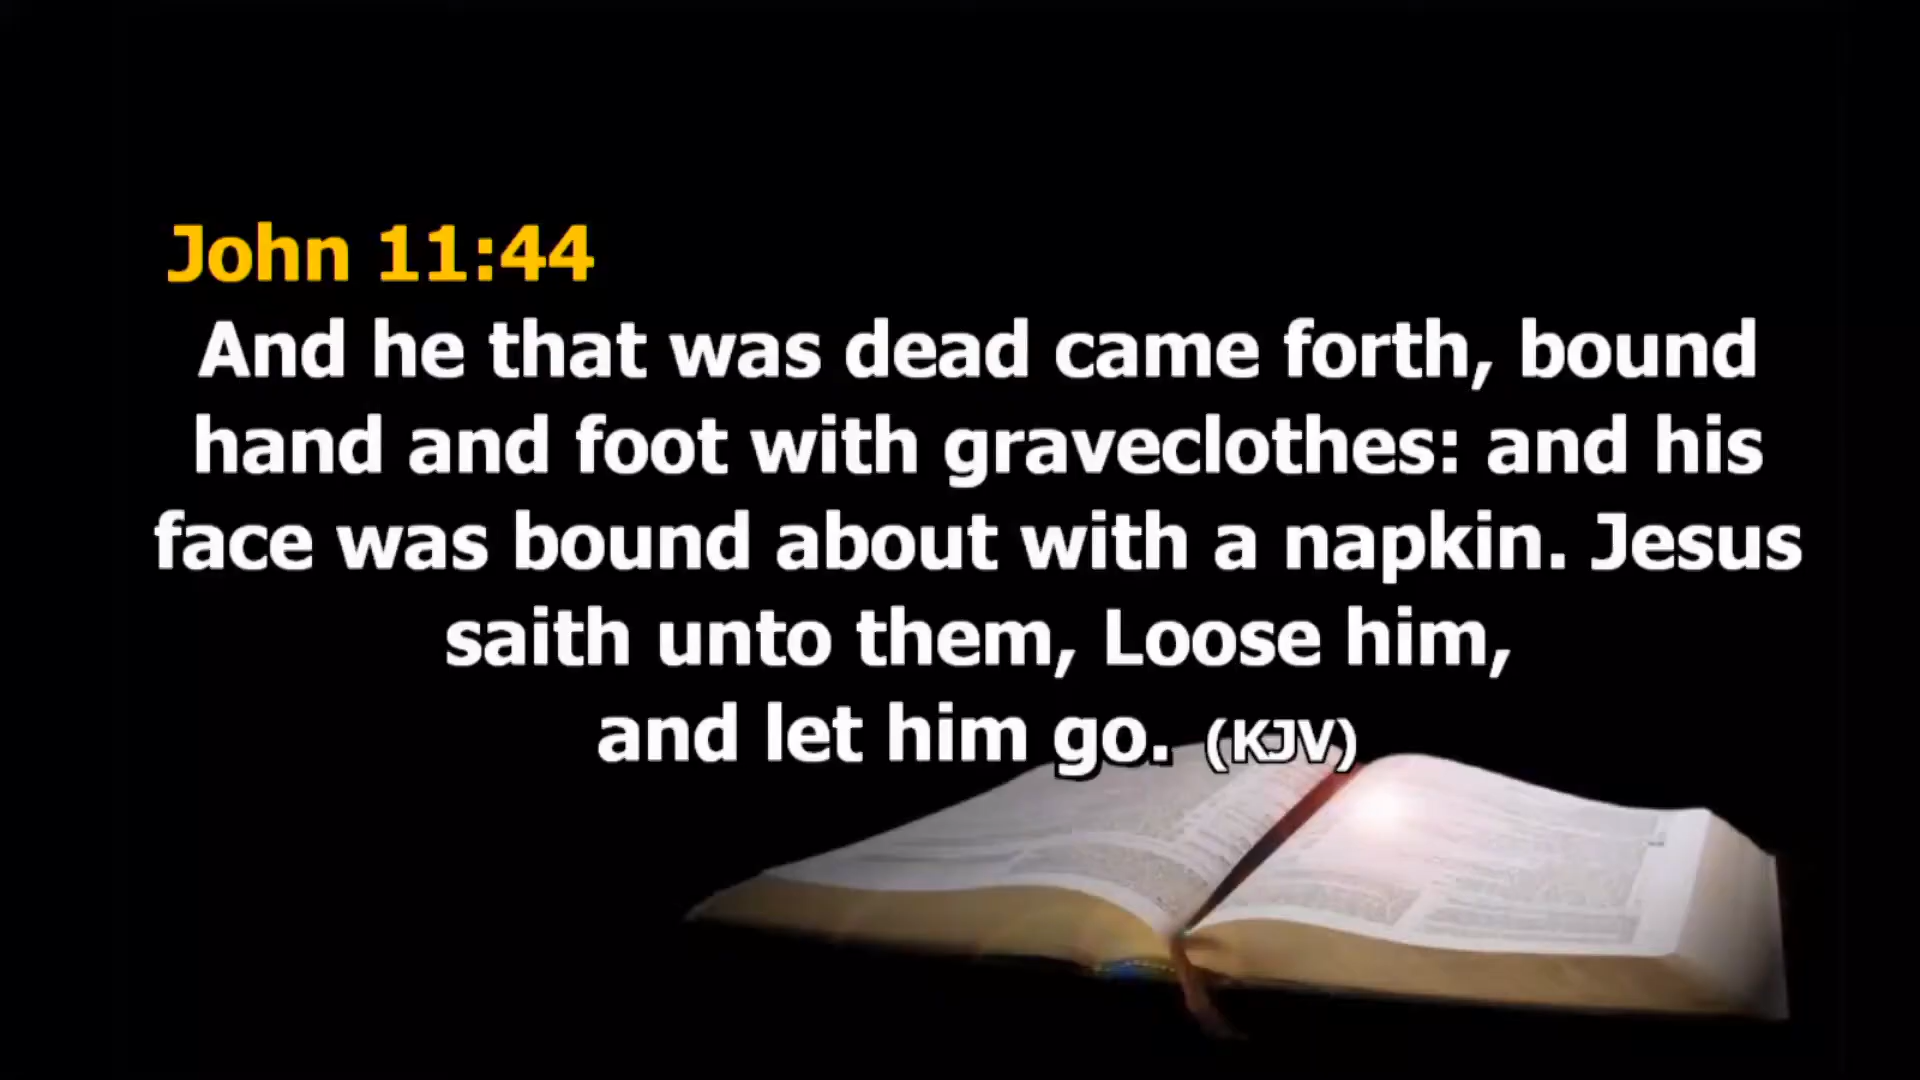 John 11:44
And he that was dead came forth, bound
hand and foot with graveclothes: and his
face was bound about with a napkin. Jesus
saith unto them, Loose him,
and let him go. (KJV)